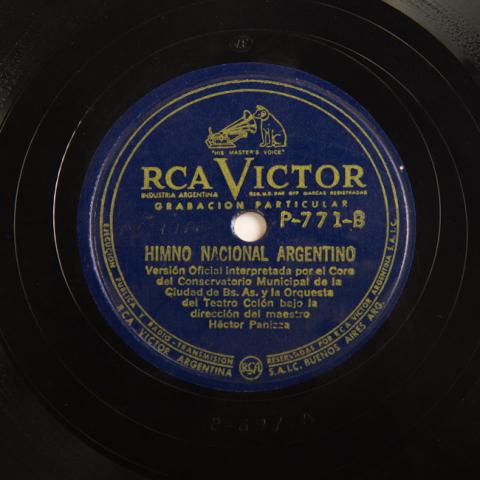 "HIS MASTER'S VOICE"
RCA VICTOR
INDUSTRIA ARGENTINA
REG. U.S. PAT. OFF. MARCAS REGISTRADAS
GRABACION PARTICULAR
P-771-B
HIMNO NACIONAL ARGENTINO
Versión Oficial interpretada por el Coro
del Conservatorio Municipal de la
Ciudad de Bs. As. y la Orquesta
del Teatro Colón bajo la
dirección del maestro
Héctor Panizza
EJECUCION PUBLICA Y RADIO-TRANSMISION
RESERVADAS POR R.C.A. VICTOR ARGENTINA S.A.I.C.
RCA VICTOR ARGENTINA
RCA
S.A.I.C. BUENOS AIRES ARG.